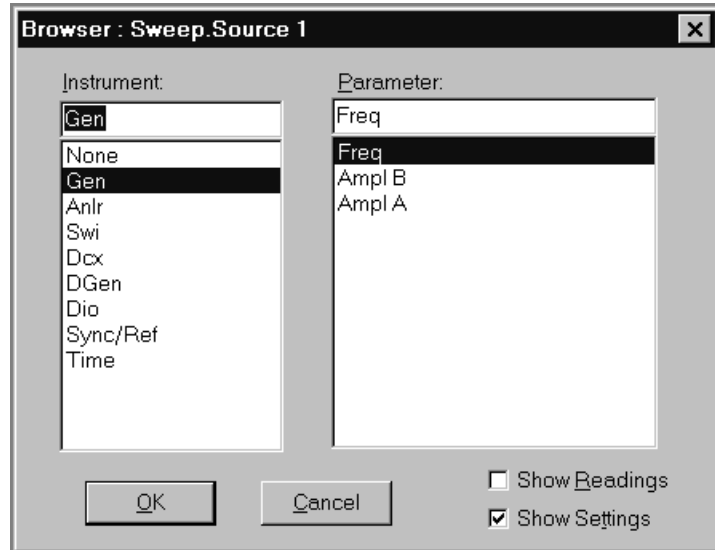 Browser : Sweep.Source 1
Instrument:
Gen
None
Gen
Anlr
Swi
Dcx
DGen
Dio
Sync/Ref
Time
Parameter:
Freq
Freq
Ampl B
Ampl A
OK
Cancel
Show Readings
Show Settings